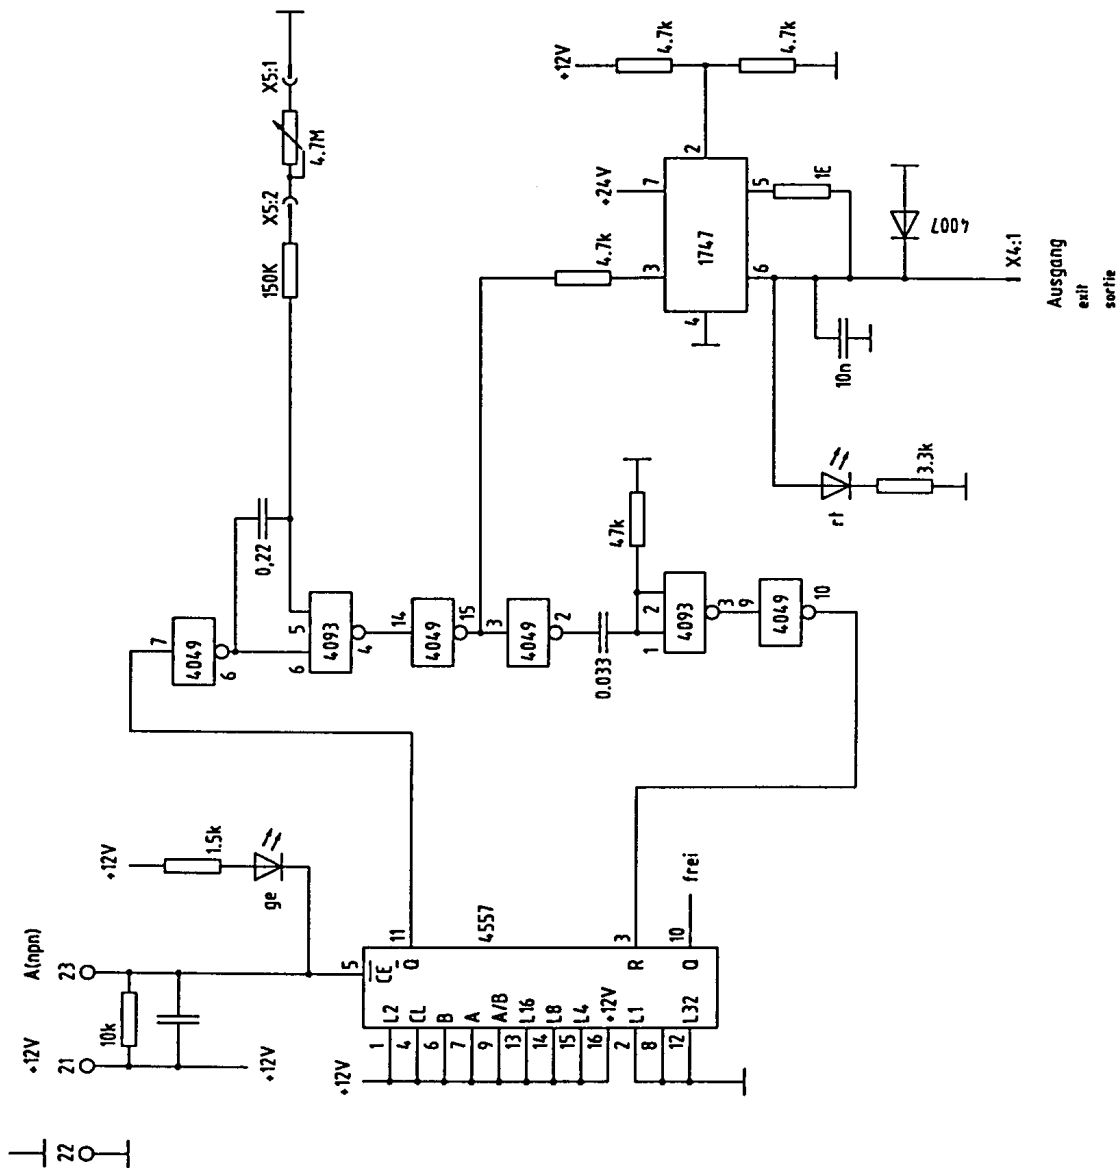 X5:1
4.7M
X5:2
150K
0,22
+12V
4.7k
4.7k
+24V
2
7
4.7k
3
1747
5
1E
4
6
4007
10n
X4:1
Ausgang
exit
sortie
rt
3.3k
7
4049
6
5
6
4093
4
14
4049
15
3
4049
2
0.033
47k
1
2
4093
3
9
4049
10
+12V
1.5k
ge
A(npn)
23
+12V
21
10k
+12V
22
5
11
4557
CE
Q
3
R
10
Q
frei
+12V
1 L2
4 CL
6 B
7 A
9 A/B
13 L16
14 L8
15 L4
16 +12V
2 L1
8
12 L32